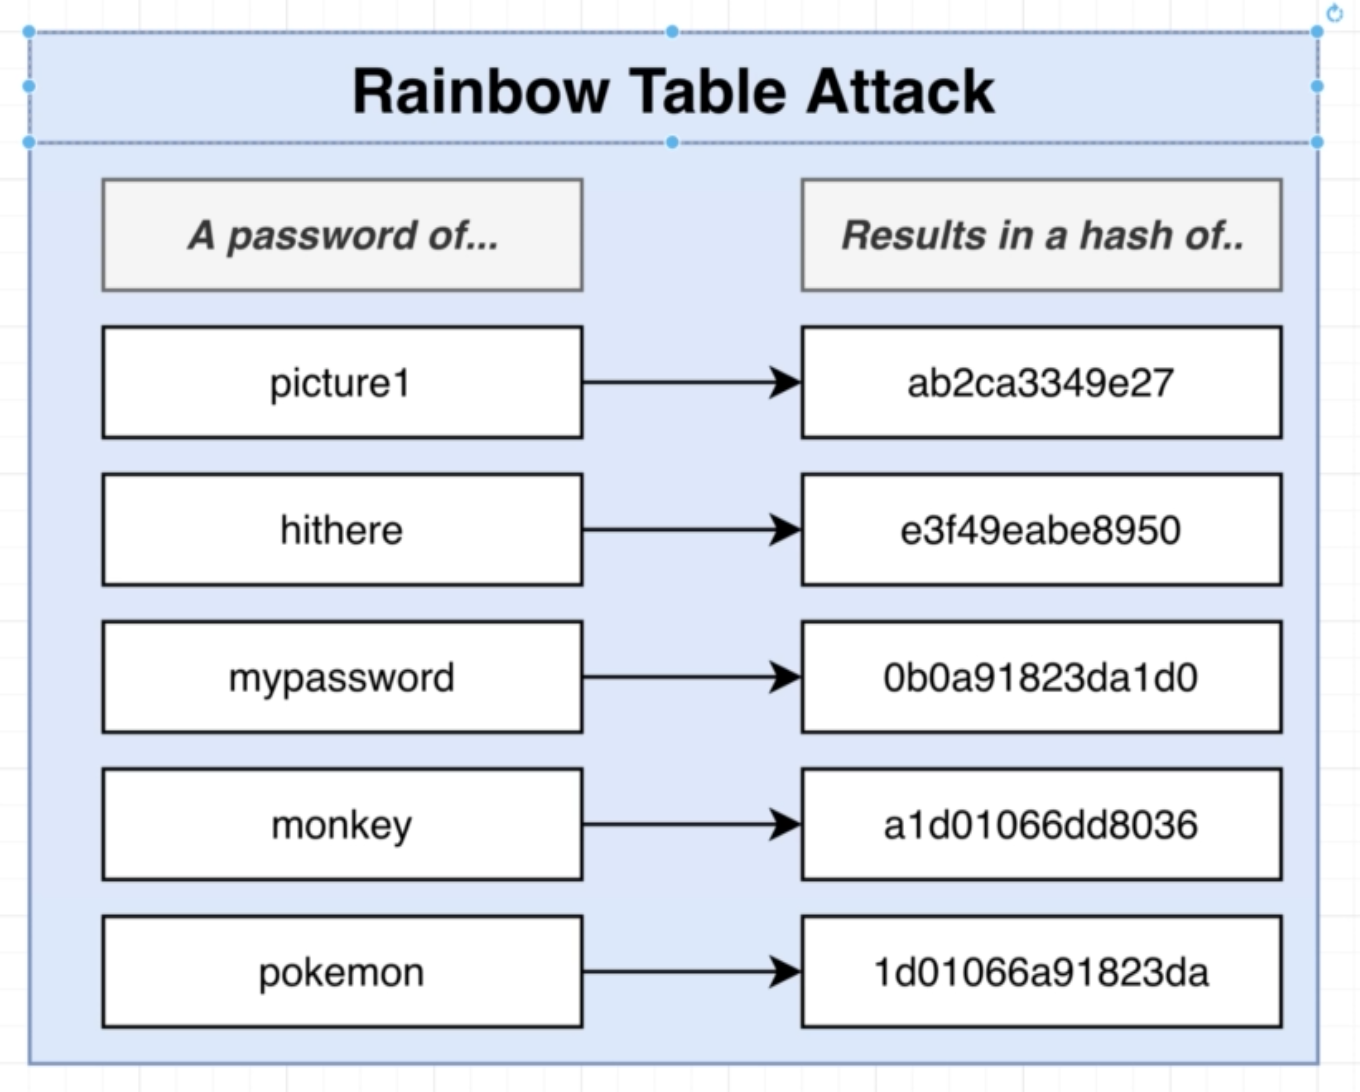 Rainbow Table Attack
A password of...
Results in a hash of..
picture1
ab2ca3349e27
hithere
e3f49eabe8950
mypassword
0b0a91823da1d0
monkey
a1d01066dd8036
pokemon
1d01066a91823da